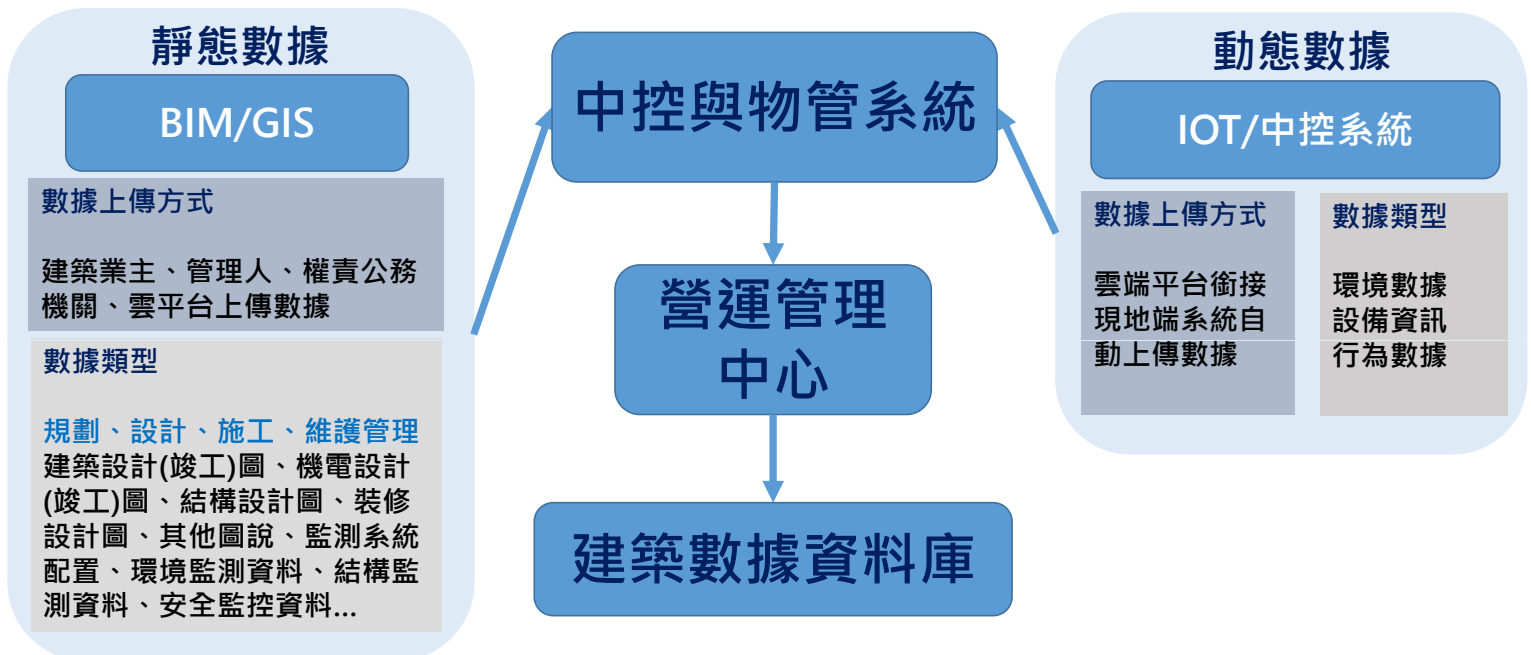 靜態數據
BIM/GIS
數據上傳方式
建築業主、管理人、權責公務
機關、雲平台上傳數據
數據類型
規劃、設計、施工、維護管理
建築設計(竣工)圖、機電設計
(竣工)圖、結構設計圖、裝修
設計圖、其他圖說、監測系統
配置、環境監測資料、結構監
測資料、安全監控資料...
中控與物管系統
營運管理
中心
建築數據資料庫
動態數據
IOT/中控系統
數據上傳方式
雲端平台銜接
現地端系統自
動上傳數據
數據類型
環境數據
設備資訊
行為數據